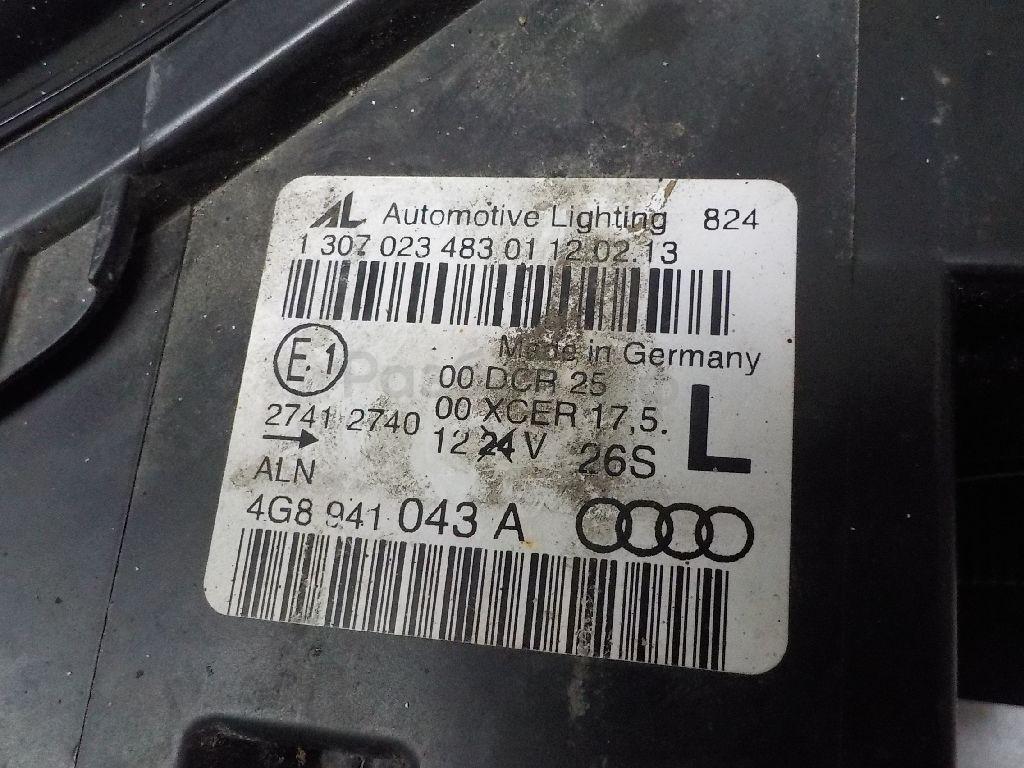 AL Automotive Lighting 824
1 307 023 483 01 12 02 13
Made in Germany
E1
00 DCR 25
00 XCER 17,5.
2741 2740
12 24 V
26S
L
ALN
4G8 941 043 A